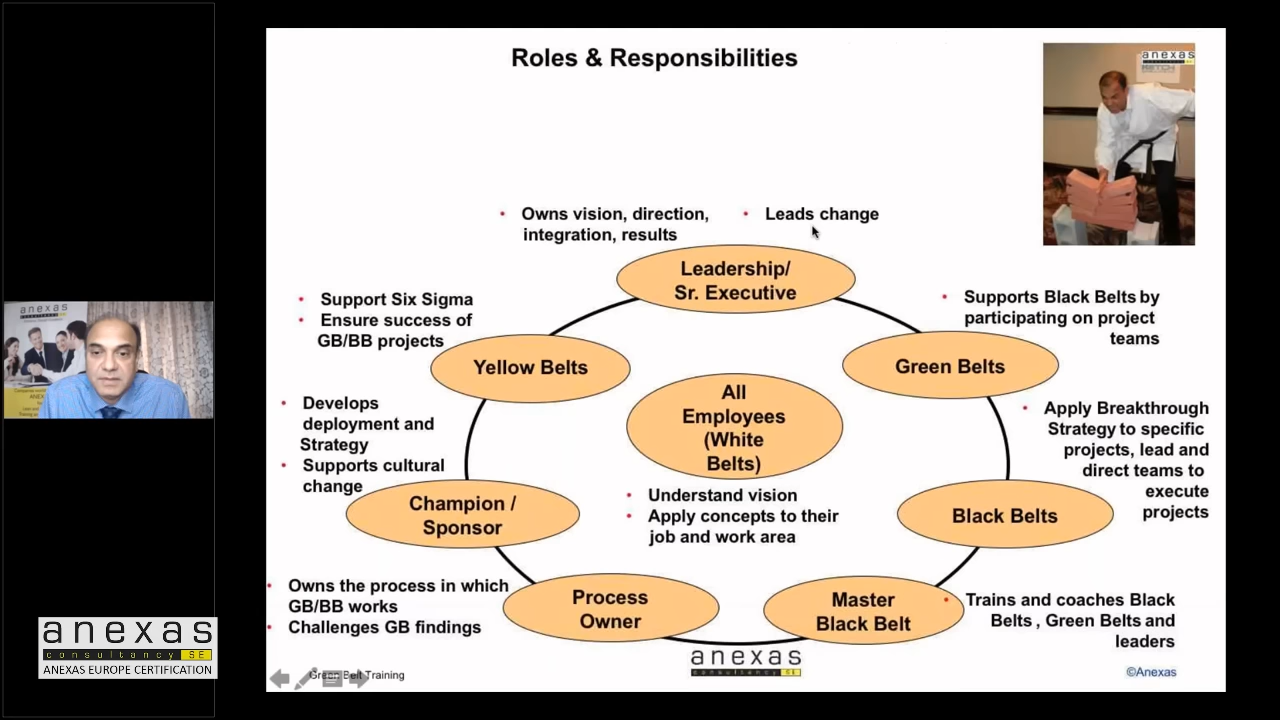 Roles & Responsibilities
anexas
• Owns vision, direction,
integration, results
• Leads change
Leadership/
Sr. Executive
• Support Six Sigma
• Ensure success of
GB/BB projects
Yellow Belts
• Supports Black Belts by
participating on project
teams
Green Belts
All
Employees
(White
Belts)
• Understand vision
• Apply concepts to their
job and work area
• Develops
deployment and
Strategy
• Supports cultural
change
Champion /
Sponsor
• Apply Breakthrough
Strategy to specific
projects, lead and
direct teams to
execute
projects
Black Belts
• Owns the process in which
GB/BB works
• Challenges GB findings
Process
Owner
Master
Black Belt
• Trains and coaches Black
Belts , Green Belts and
leaders
anexas
consultancy SE
Green Belt Training
©Anexas
anexas
anexas
consultancy SE
ANEXAS EUROPE CERTIFICATION